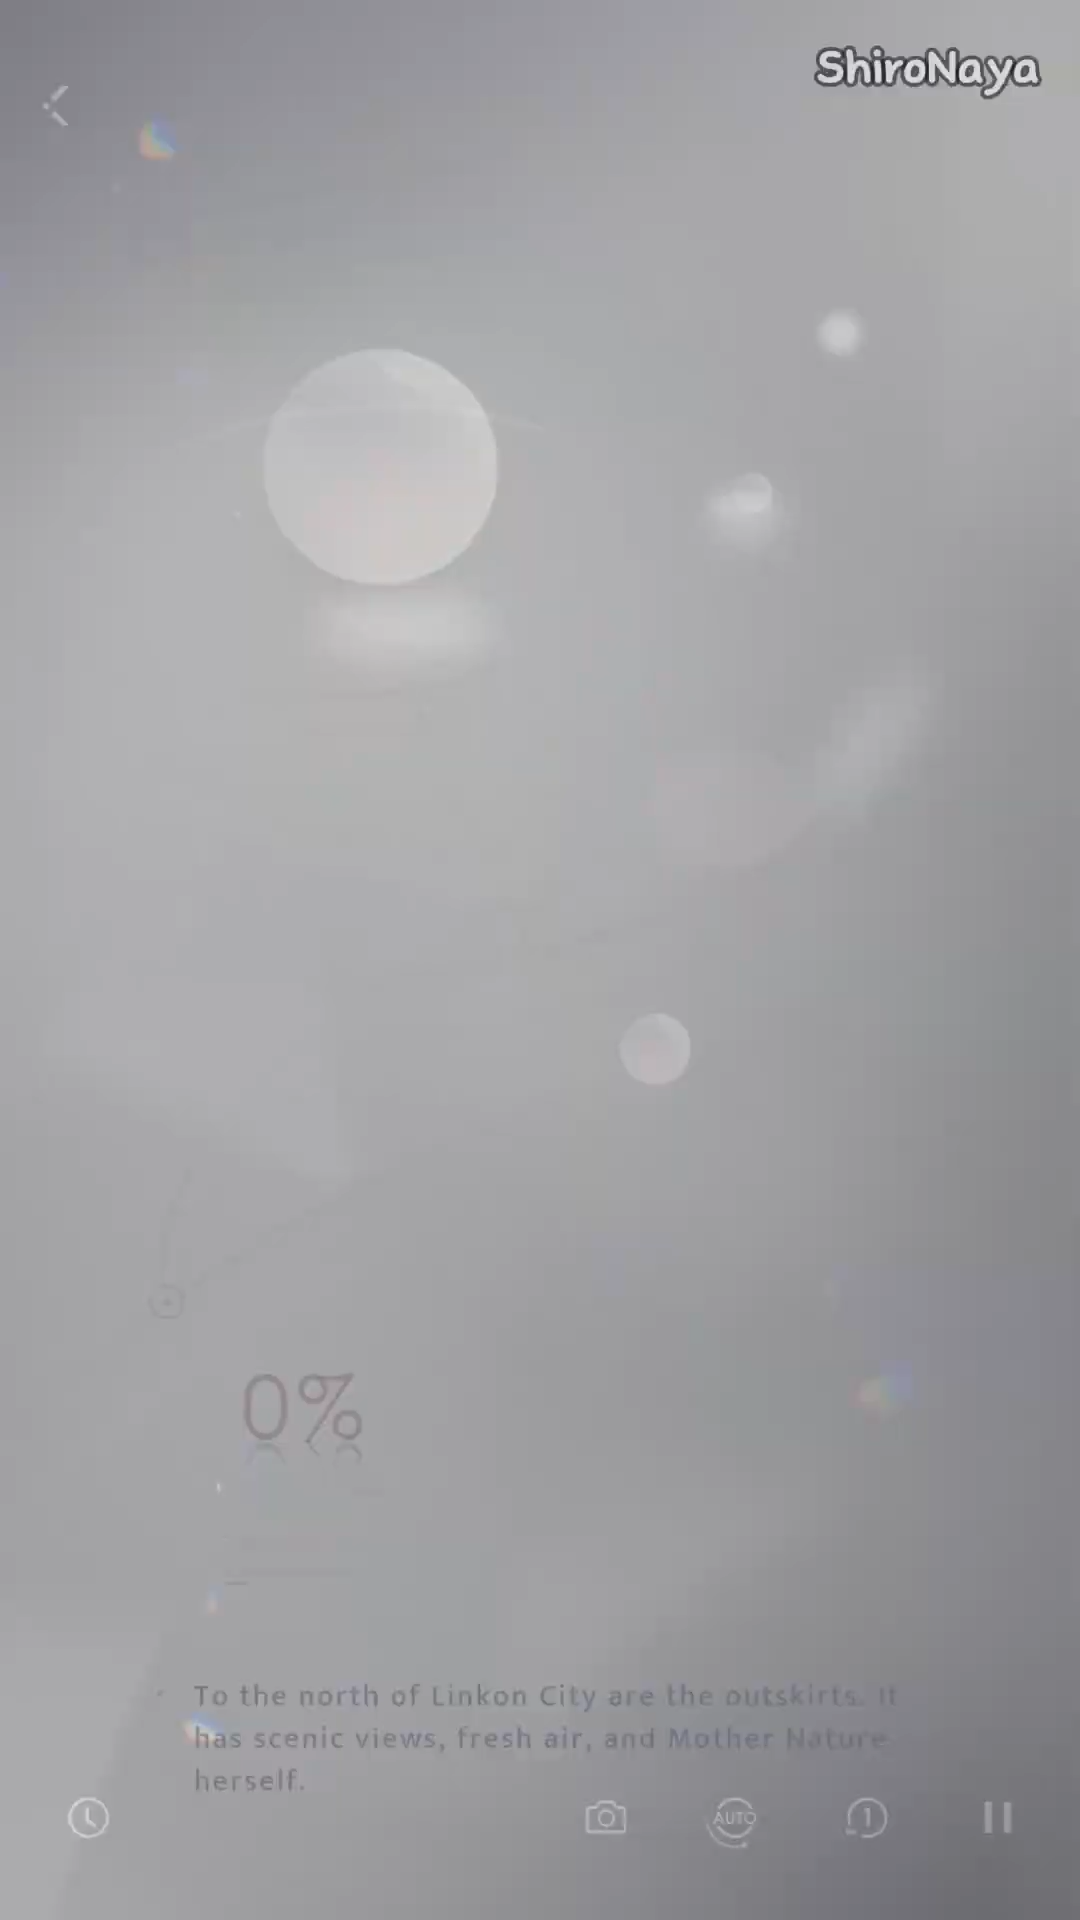 ShiroNaya
0%
To the north of Linkon City are the outskirts. It
has scenic views, fresh air, and Mother Nature
herself.
AUTO
1